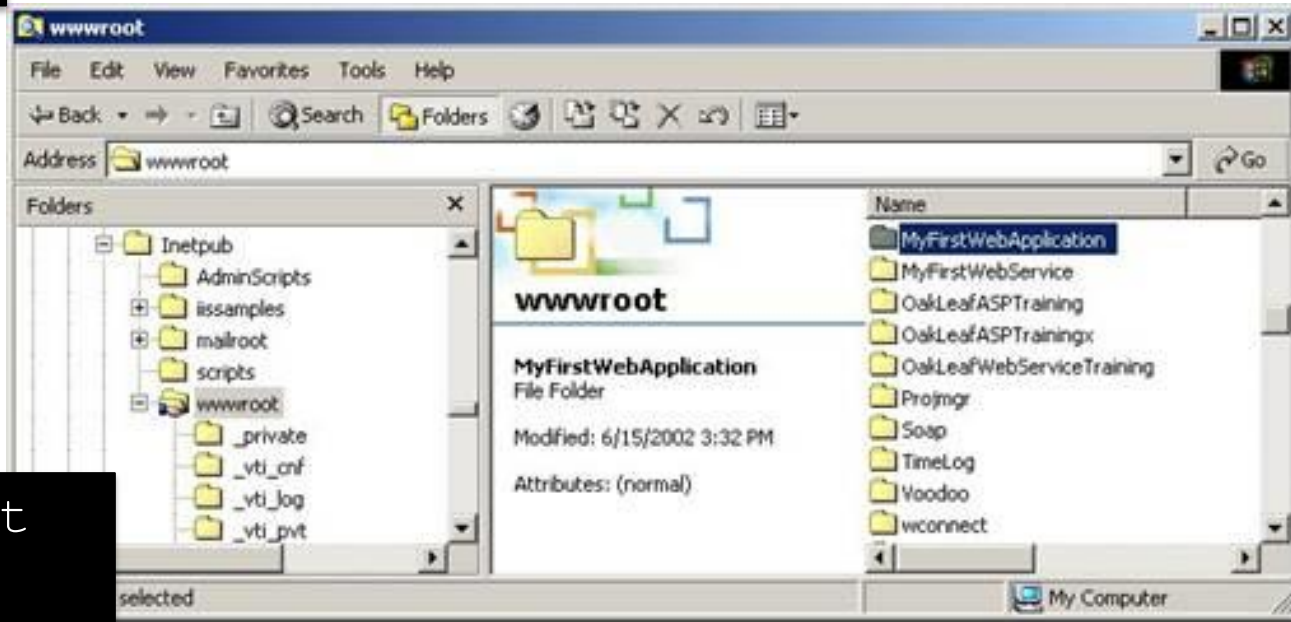 wwwroot
File Edit View Favorites Tools Help
Back Search Folders
Address wwwroot Go
Folders
Inetpub
AdminScripts
iissamples
mailroot
scripts
wwwroot
_private
_vti_cnf
_vti_log
_vti_pvt
wwwroot
MyFirstWebApplication
File Folder
Modified: 6/15/2002 3:32 PM
Attributes: (normal)
Name
MyFirstWebApplication
MyFirstWebService
OakLeafASPTraining
OakLeafASPTrainingx
OakLeafWebServiceTraining
Projmgr
Soap
TimeLog
Voodoo
wconnect
t
selected
My Computer